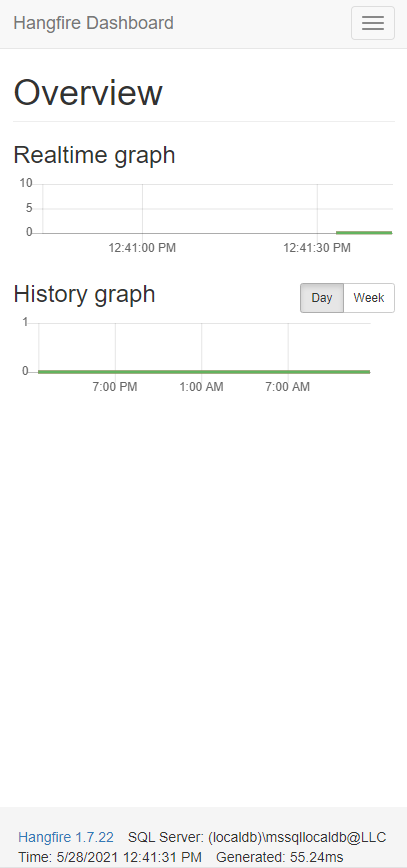 Hangfire Dashboard
Overview
Realtime graph
10
5
0
12:41:00 PM 12:41:30 PM
History graph Day Week
1
0
7:00 PM 1:00 AM 7:00 AM
Hangfire 1.7.22 SQL Server: (localdb)\mssqllocaldb@LLC
Time: 5/28/2021 12:41:31 PM Generated: 55.24ms